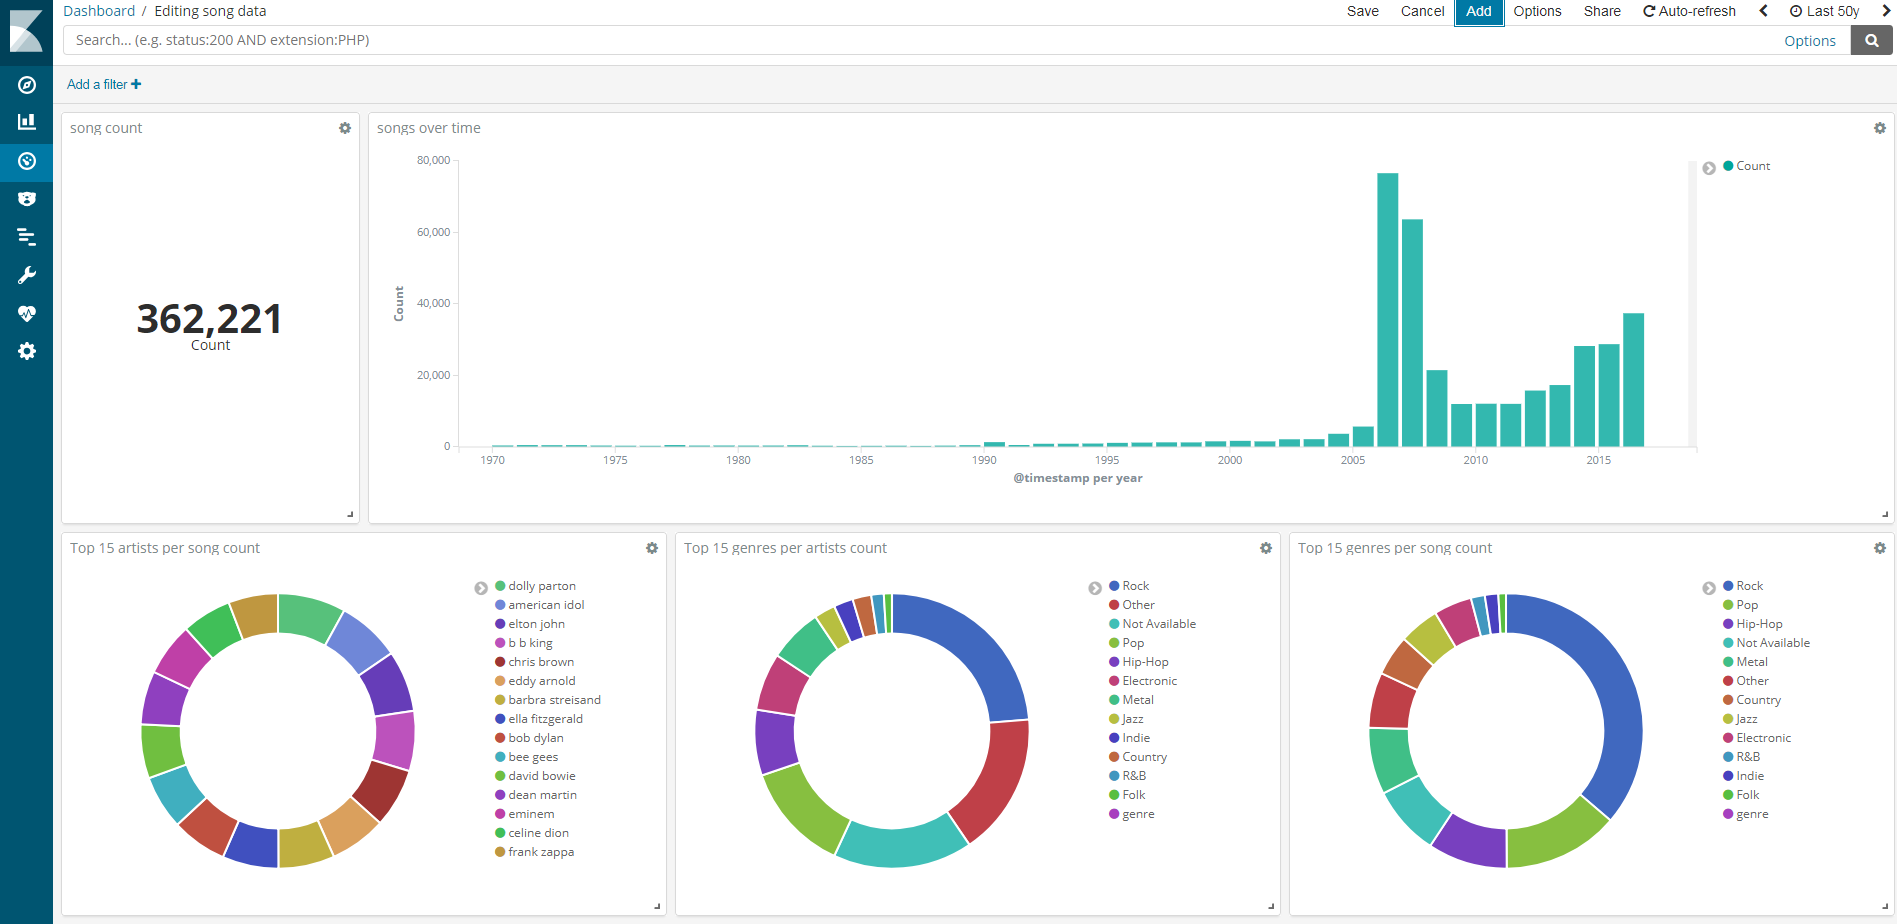 Dashboard / Editing song data
Save Cancel Add Options Share Auto-refresh Last 50y
Search... (e.g. status:200 AND extension:PHP)
Options
Add a filter
song count
362,221
Count
songs over time
80,000
60,000
40,000
20,000
0
Count
1970 1975 1980 1985 1990 1995 2000 2005 2010 2015
@timestamp per year
Count
Top 15 artists per song count
dolly parton
american idol
elton john
b b king
chris brown
eddy arnold
barbra streisand
ella fitzgerald
bob dylan
bee gees
david bowie
dean martin
eminem
celine dion
frank zappa
Top 15 genres per artists count
Rock
Other
Not Available
Pop
Hip-Hop
Electronic
Metal
Jazz
Indie
Country
R&B
Folk
genre
Top 15 genres per song count
Rock
Pop
Hip-Hop
Not Available
Metal
Other
Country
Jazz
Electronic
R&B
Indie
Folk
genre